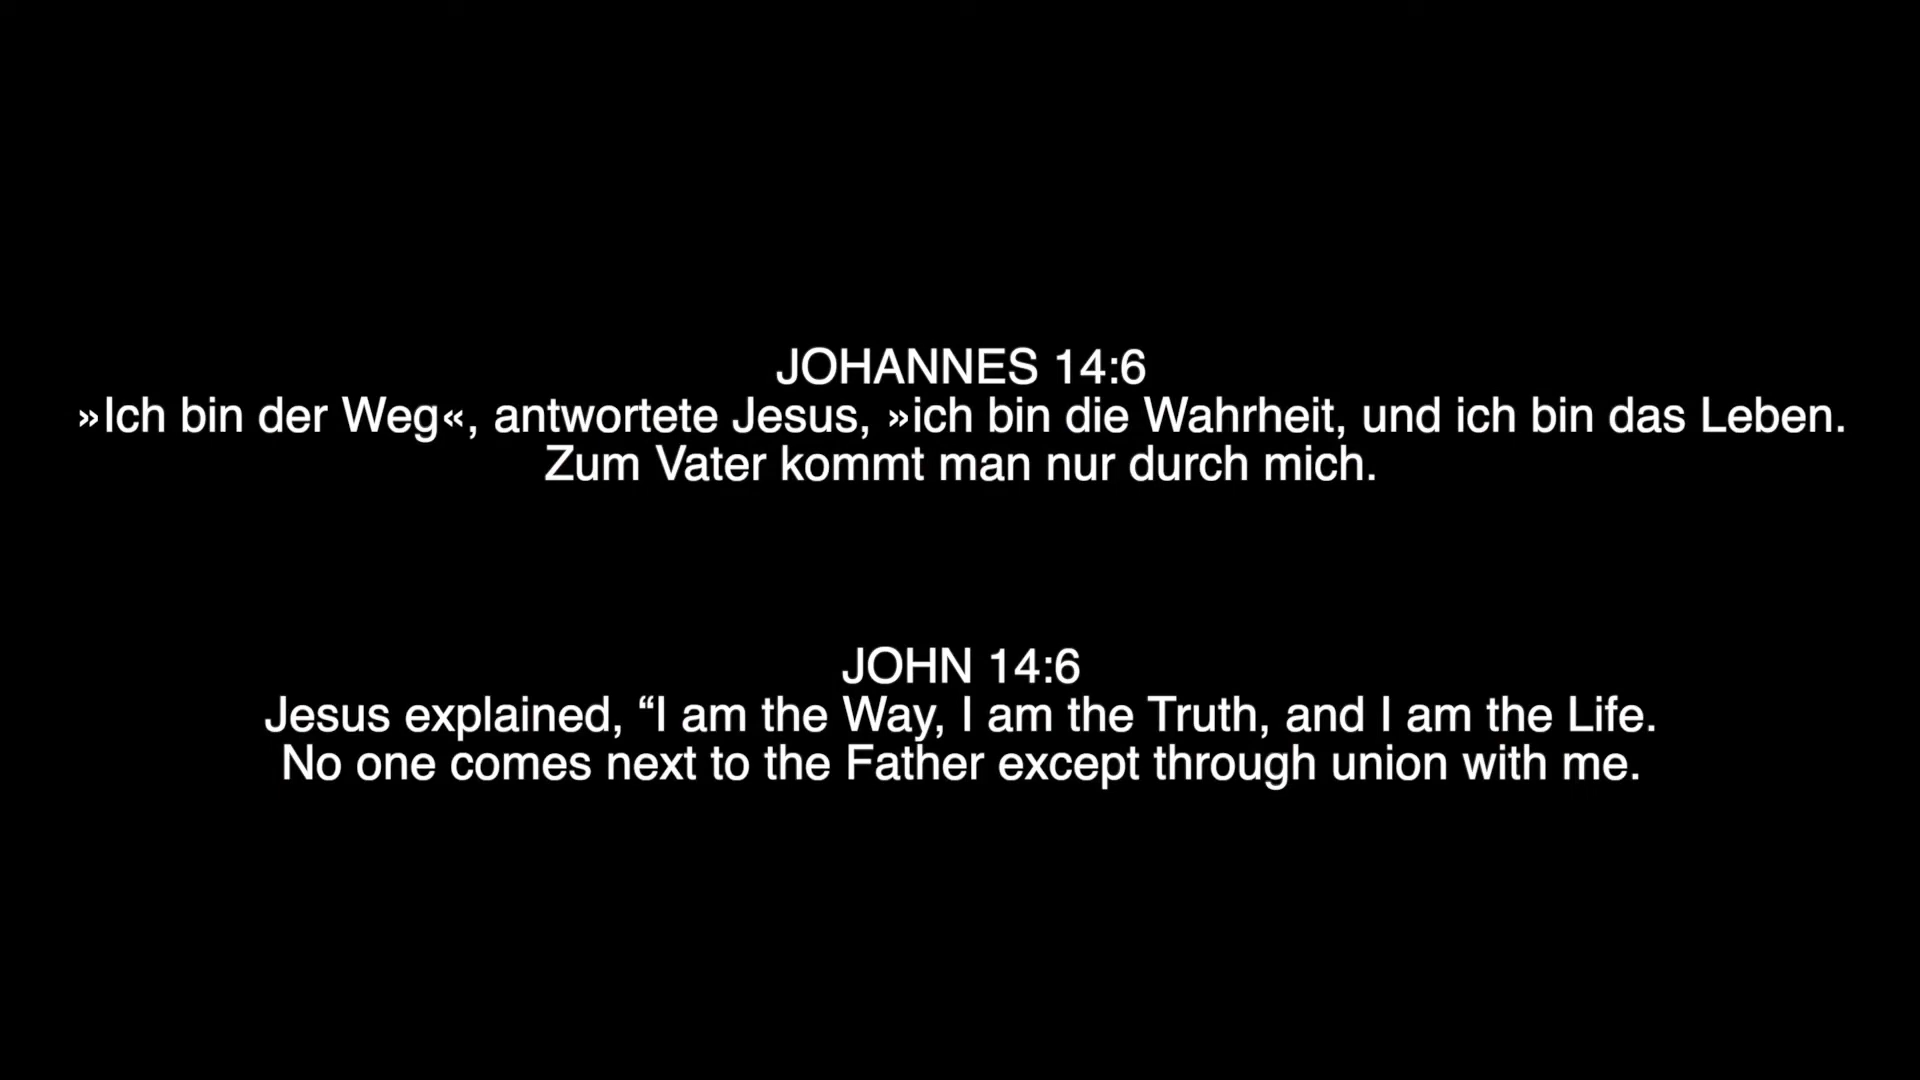 JOHANNES 14:6
»Ich bin der Weg«, antwortete Jesus, »ich bin die Wahrheit, und ich bin das Leben.
Zum Vater kommt man nur durch mich.
JOHN 14:6
Jesus explained, “I am the Way, I am the Truth, and I am the Life.
No one comes next to the Father except through union with me.